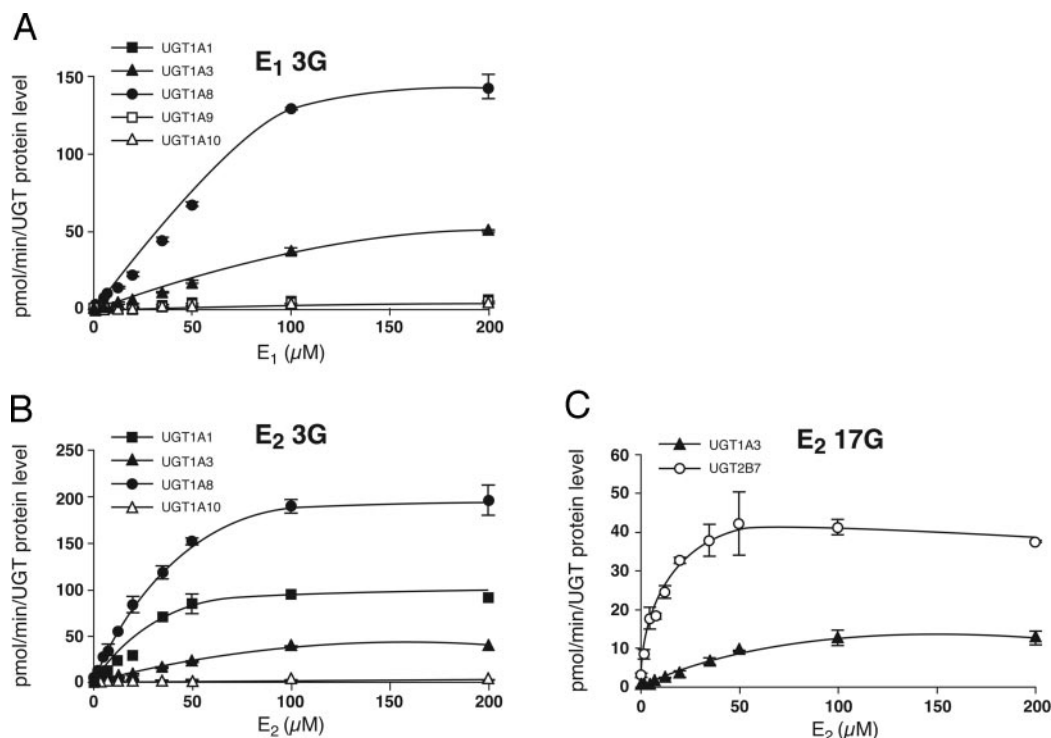 A
UGT1A1
UGT1A3
UGT1A8
UGT1A9
UGT1A10
E1 3G
150
100
50
0
pmol/min/UGT protein level
0 50 100 150 200
E1 (µM)
B
UGT1A1
UGT1A3
UGT1A8
UGT1A10
E2 3G
250
200
150
100
50
0
pmol/min/UGT protein level
0 50 100 150 200
E2 (µM)
C
UGT1A3
UGT2B7
E2 17G
60
50
40
30
20
10
0
pmol/min/UGT protein level
0 50 100 150 200
E2 (µM)